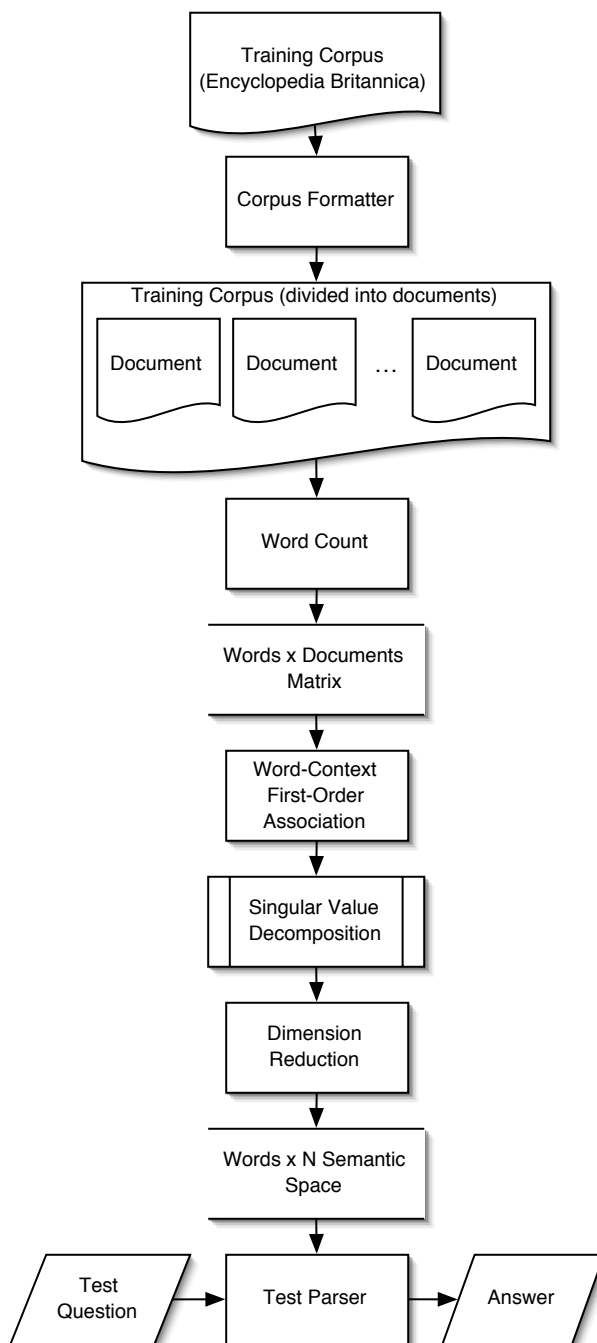 Training Corpus
(Encyclopedia Britannica)
Corpus Formatter
Training Corpus (divided into documents)
Document
Document
...
Document
Word Count
Words x Documents
Matrix
Word-Context
First-Order
Association
Singular Value
Decomposition
Dimension
Reduction
Words x N Semantic
Space
Test
Question
Test Parser
Answer